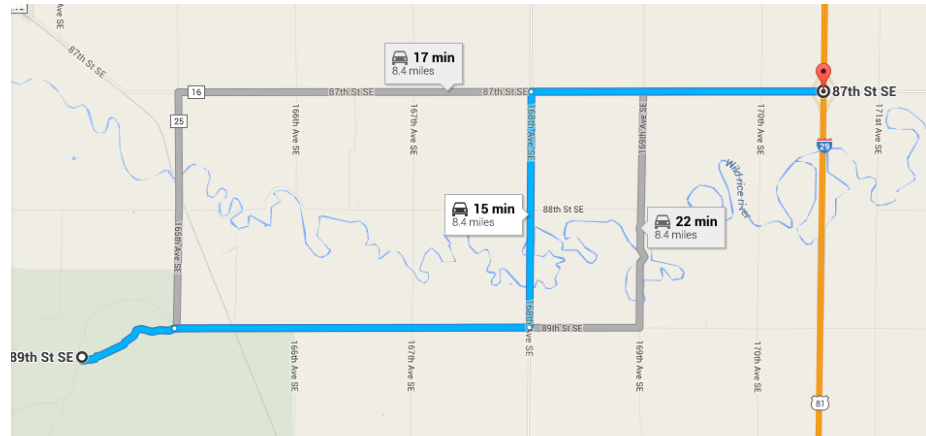 87th St SE
17 min
8.4 miles
16
87th St SE
87th St SE
87th St SE
25
166th Ave SE
167th Ave SE
168th Ave SE
169th Ave SE
170th Ave SE
171st Ave SE
29
Wild rice river
165th Ave SE
15 min
8.4 miles
88th St SE
22 min
8.4 miles
168th Ave SE
89th St SE
89th St SE
166th Ave SE
167th Ave SE
169th Ave SE
170th Ave SE
81